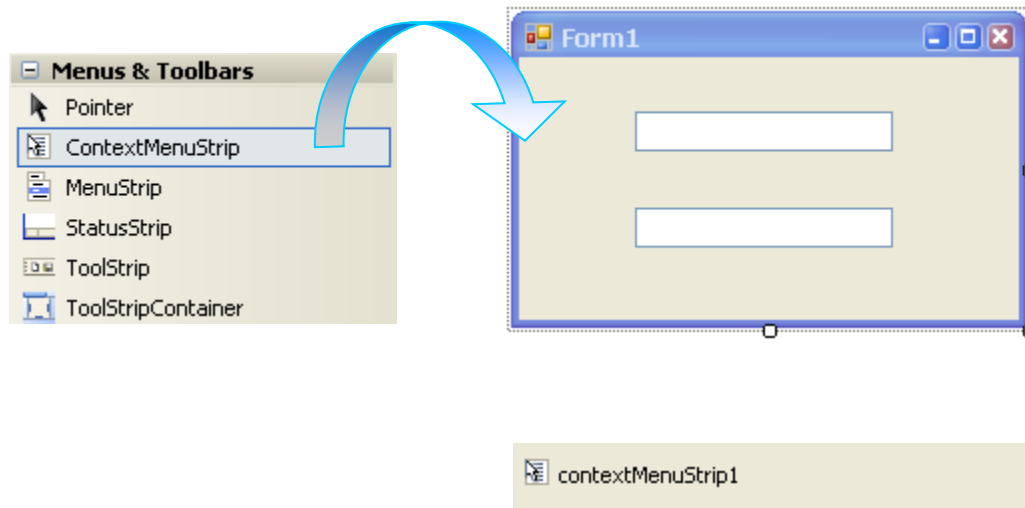 Menus & Toolbars
Pointer
ContextMenuStrip
MenuStrip
StatusStrip
ToolStrip
ToolStripContainer
Form1
contextMenuStrip1